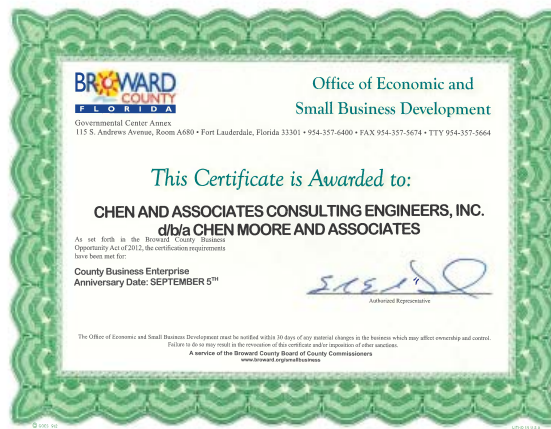 BROWARD
COUNTY
FLORIDA
Office of Economic and
Small Business Development
Governmental Center Annex
115 S. Andrews Avenue, Room A680 • Fort Lauderdale, Florida 33301 • 954-357-6400 • FAX 954-357-5674 • TTY 954-357-5664
This Certificate is Awarded to:
CHEN AND ASSOCIATES CONSULTING ENGINEERS, INC.
d/b/a CHEN MOORE AND ASSOCIATES
As set forth in the Broward County Business
Opportunity Act of 2012, the certification requirements
have been met for:
County Business Enterprise
Anniversary Date: SEPTEMBER 5TH
Authorized Representative
The Office of Economic and Small Business Development must be notified within 30 days of any material changes in the business which may affect ownership and control.
Failure to do so may result in the revocation of this certificate and/or imposition of other sanctions.
A service of the Broward County Board of County Commissioners
www.broward.org/smallbusiness